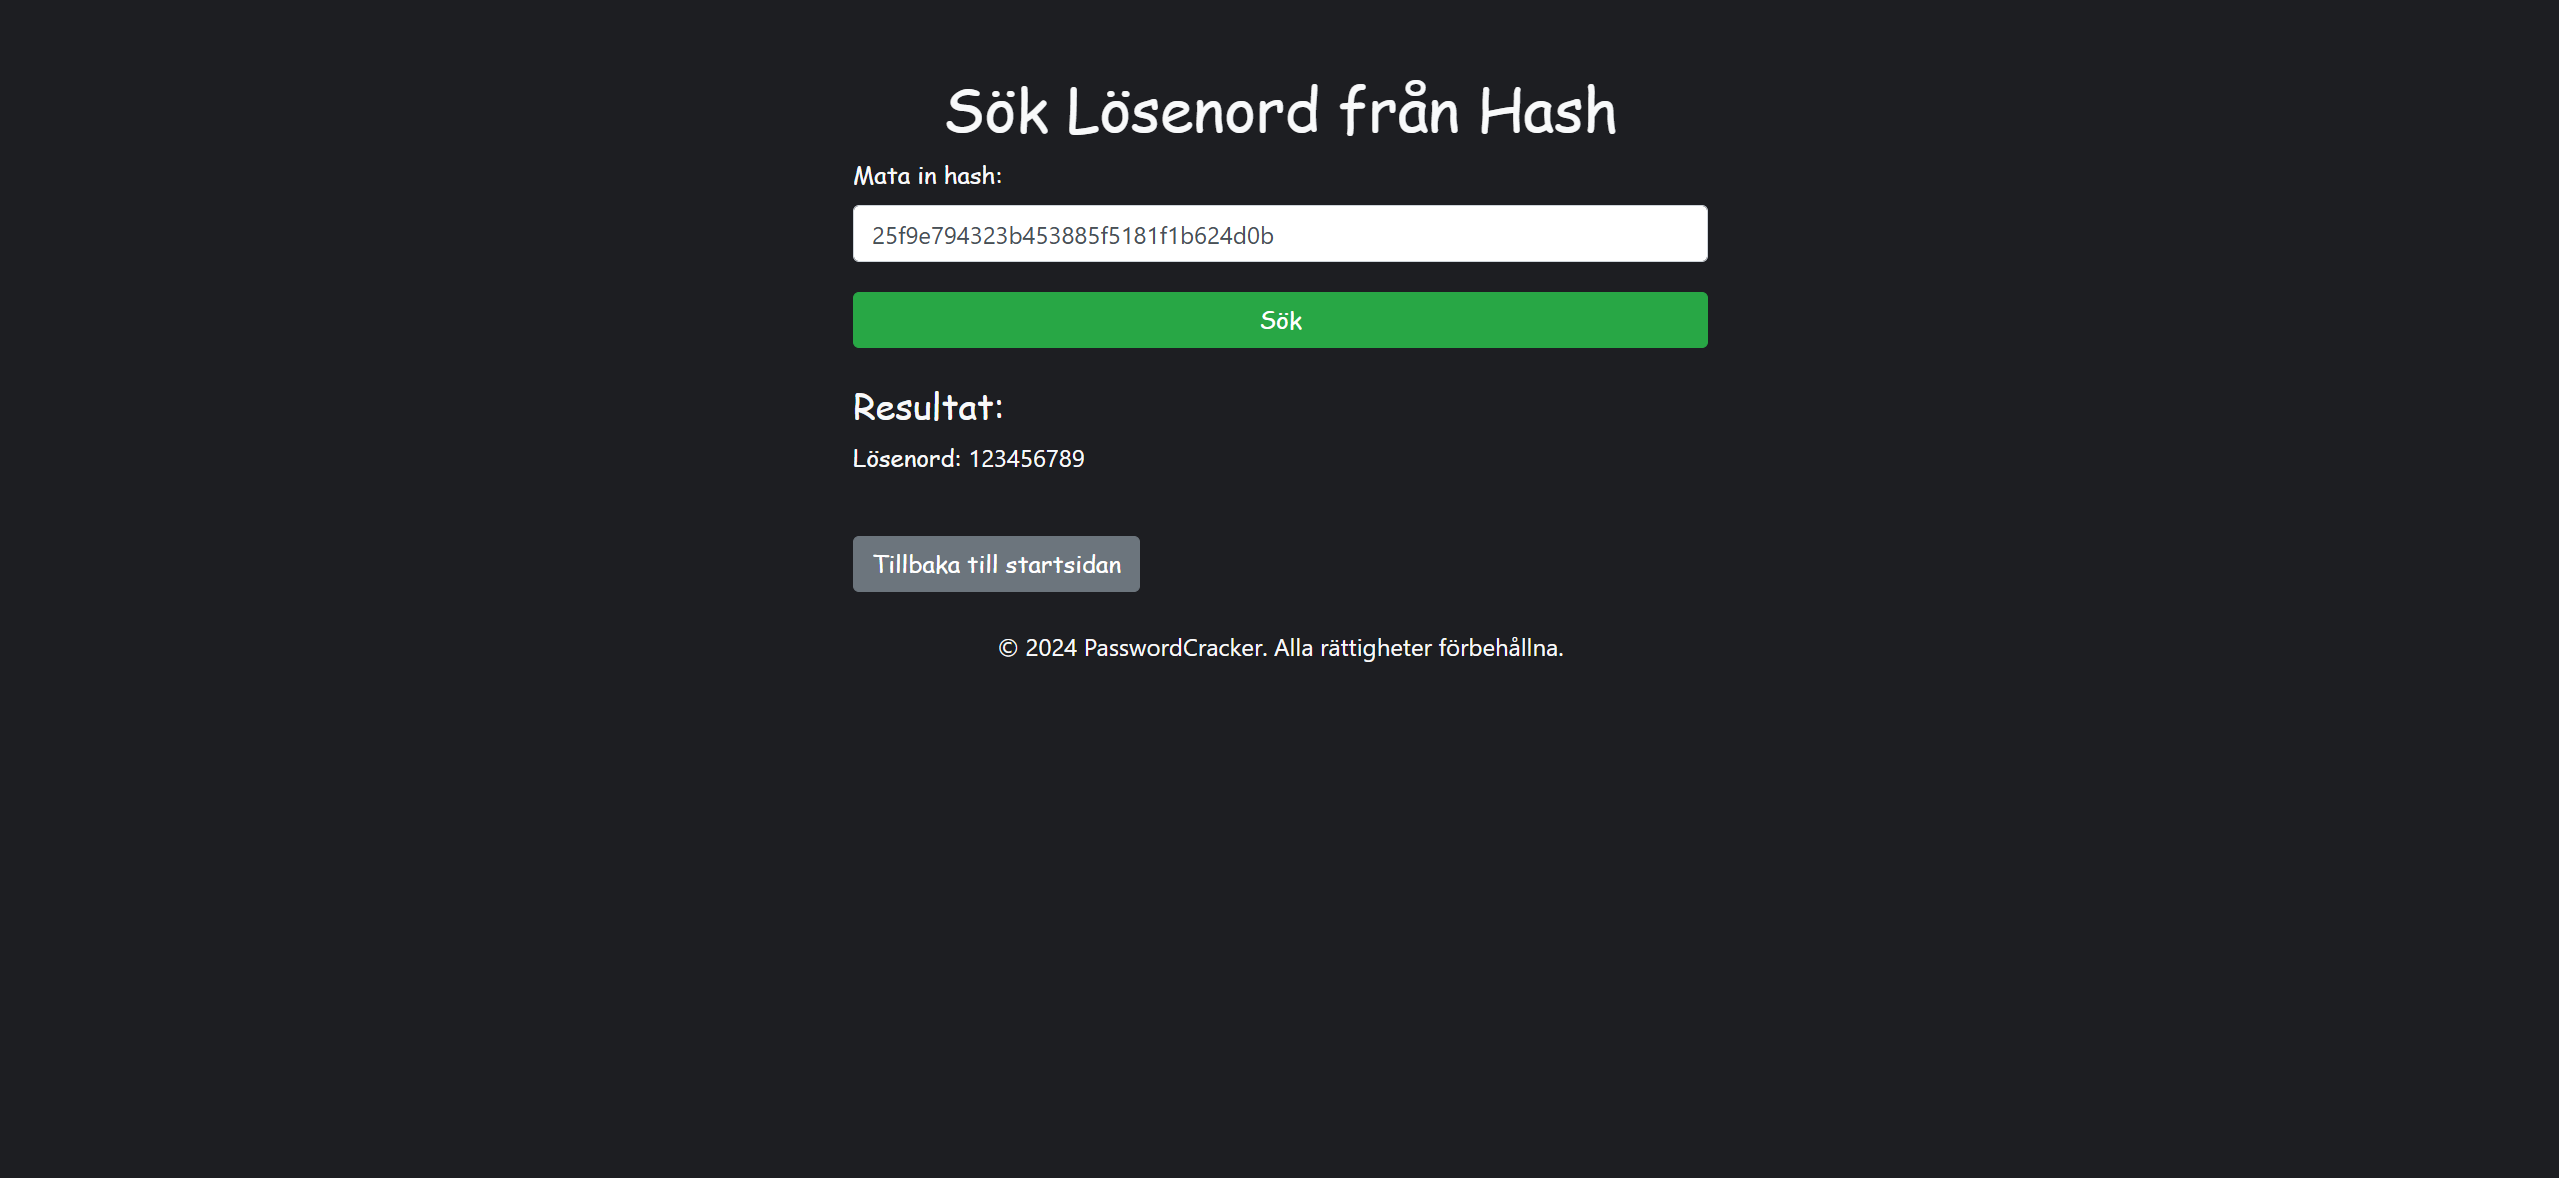 Sök Lösenord från Hash
Mata in hash:
25f9e794323b453885f5181f1b624d0b
Sök
Resultat:
Lösenord: 123456789
Tillbaka till startsidan
© 2024 PasswordCracker. Alla rättigheter förbehållna.